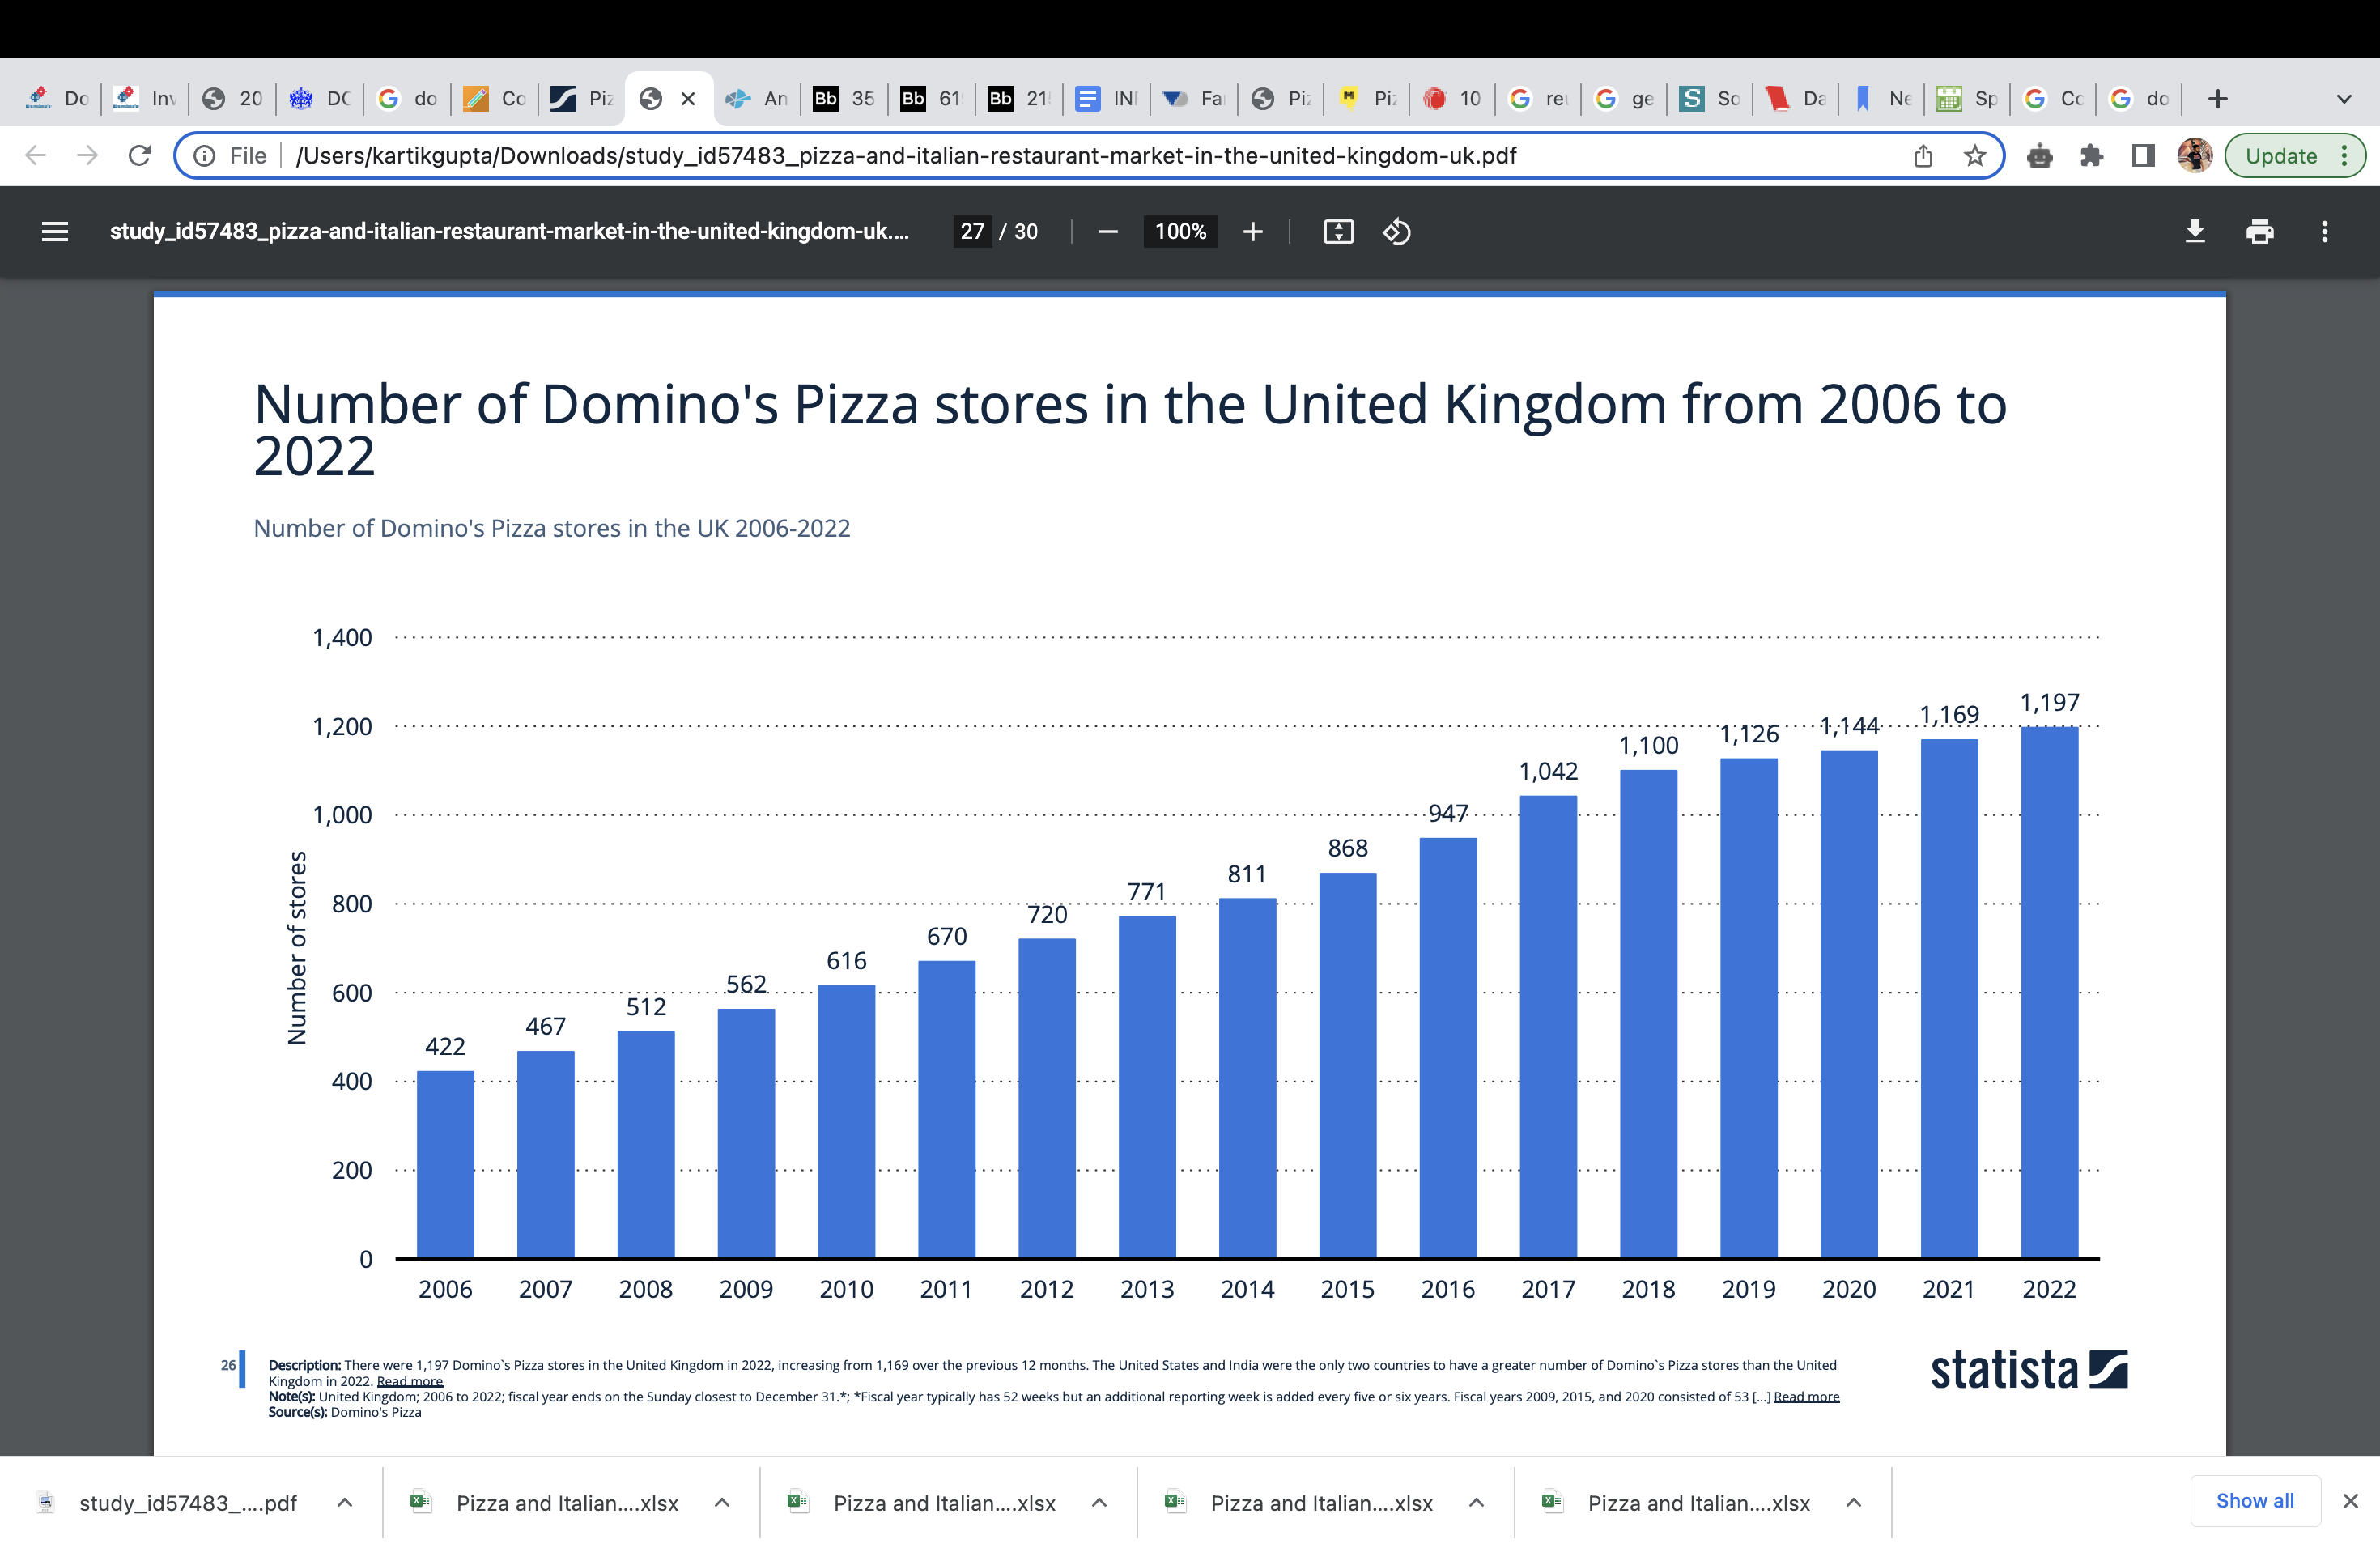 Do Inv 20 DC do Co Piz An Bb 35 Bb 61 Bb 21 INI Fa Piz Piz 10 re ge S So Da Ne Sp Cc do
File /Users/kartikgupta/Downloads/study_id57483_pizza-and-italian-restaurant-market-in-the-united-kingdom-uk.pdf Update
study_id57483_pizza-and-italian-restaurant-market-in-the-united-kingdom-uk.... 27 / 30 100%
Number of Domino's Pizza stores in the United Kingdom from 2006 to
2022
Number of Domino's Pizza stores in the UK 2006-2022
Number of stores
1,400
1,200
1,000
800
600
400
200
0
422
467
512
562
616
670
720
771
811
868
947
1,042
1,100
1,126
1,144
1,169
1,197
2006 2007 2008 2009 2010 2011 2012 2013 2014 2015 2016 2017 2018 2019 2020 2021 2022
26
Description: There were 1,197 Domino`s Pizza stores in the United Kingdom in 2022, increasing from 1,169 over the previous 12 months. The United States and India were the only two countries to have a greater number of Domino`s Pizza stores than the United
Kingdom in 2022. Read more
Note(s): United Kingdom; 2006 to 2022; fiscal year ends on the Sunday closest to December 31.*; *Fiscal year typically has 52 weeks but an additional reporting week is added every five or six years. Fiscal years 2009, 2015, and 2020 consisted of 53 [...] Read more
Source(s): Domino's Pizza
statista
study_id57483_....pdf Pizza and Italian....xlsx Pizza and Italian....xlsx Pizza and Italian....xlsx Pizza and Italian....xlsx Show all